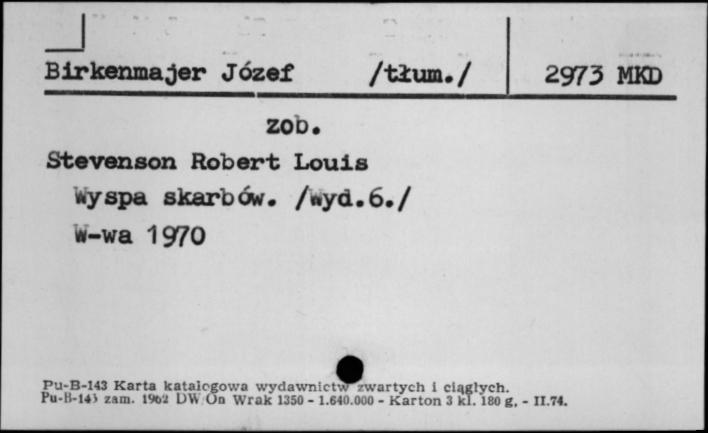 Birkenmajer Józef /tłum./ 2973 MKD
zob.
Stevenson Robert Louis
Wyspa skarbów. /Wyd.6./
W-wa 1970
Pu-B-143 Karta katalogowa wydawnictw zwartych i ciągłych.
Pu-B-143 zam. 1962 DW On Wrak 1350 - 1.640.000 - Karton 3 kl. 180 g. - II.74.